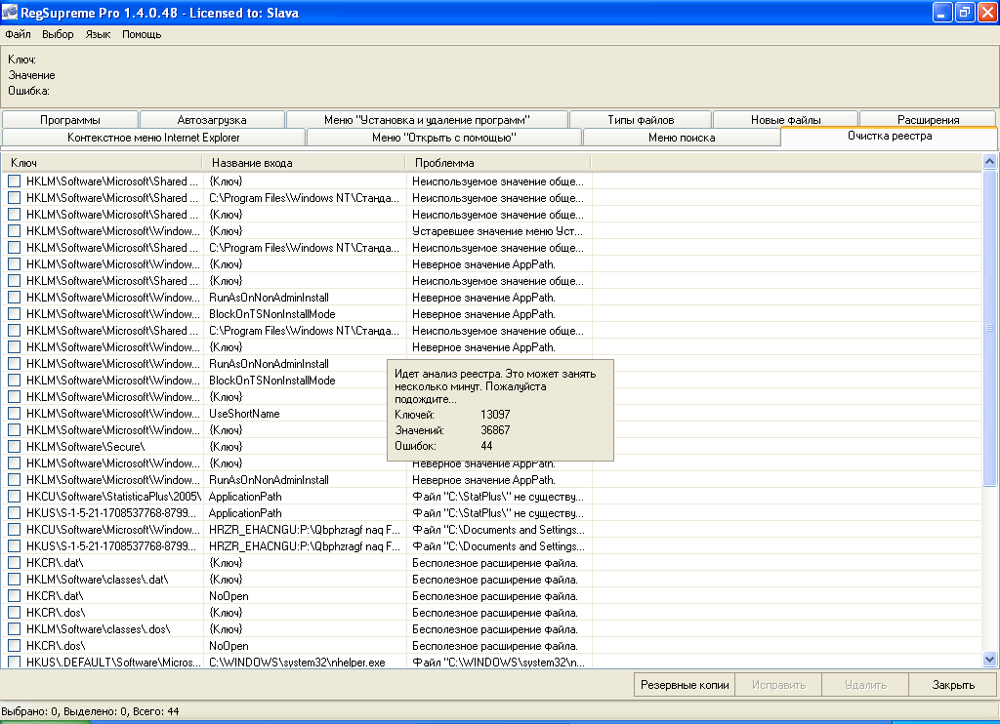 RegSupreme Pro 1.4.0.48 - Licensed to: Slava
Файл Выбор Язык Помощь
Ключ:
Значение
Ошибка:
Программы Автозагрузка Меню "Установка и удаление программ" Типы файлов Новые файлы Расширения
Контекстное меню Internet Explorer Меню "Открыть с помощью" Меню поиска Очистка реестра
Ключ Название входа Проблемма
HKLM\Software\Microsoft\Shared ... {Ключ} Неиспользуемое значение обще...
HKLM\Software\Microsoft\Shared ... C:\Program Files\Windows NT\Станда... Неиспользуемое значение обще...
HKLM\Software\Microsoft\Shared ... {Ключ} Неиспользуемое значение обще...
HKLM\Software\Microsoft\Window... {Ключ} Устаревшее значение меню Уст...
HKLM\Software\Microsoft\Shared ... C:\Program Files\Windows NT\Станда... Неиспользуемое значение обще...
HKLM\Software\Microsoft\Window... {Ключ} Неверное значение AppPath.
HKLM\Software\Microsoft\Shared ... {Ключ} Неиспользуемое значение обще...
HKLM\Software\Microsoft\Window... RunAsOnNonAdminInstall Неверное значение AppPath.
HKLM\Software\Microsoft\Window... BlockOnTSNonInstallMode Неверное значение AppPath.
HKLM\Software\Microsoft\Shared ... C:\Program Files\Windows NT\Станда... Неиспользуемое значение обще...
HKLM\Software\Microsoft\Window... {Ключ} Неверное значение AppPath.
HKLM\Software\Microsoft\Window... RunAsOnNonAdminInstall
HKLM\Software\Microsoft\Window... BlockOnTSNonInstallMode
HKLM\Software\Microsoft\Window... {Ключ}
HKLM\Software\Microsoft\Window... UseShortName
HKLM\Software\Microsoft\Window... {Ключ}
HKLM\Software\Secure\ {Ключ}
HKLM\Software\Microsoft\Window... {Ключ} Неверное значение AppPath.
HKLM\Software\Microsoft\Window... RunAsOnNonAdminInstall Неверное значение AppPath.
HKCU\Software\StatisticaPlus\2005\ ApplicationPath Файл "C:\StatPlus\" не существу...
HKUS\S-1-5-21-1708537768-8799... ApplicationPath Файл "C:\StatPlus\" не существу...
HKCU\Software\Microsoft\Window... HRZR_EHACNGU:P:\Qbphzragf naq F... Файл "C:\Documents and Settings...
HKUS\S-1-5-21-1708537768-8799... HRZR_EHACNGU:P:\Qbphzragf naq F... Файл "C:\Documents and Settings...
HKCR\.dat\ {Ключ} Бесполезное расширение файла.
HKLM\Software\classes\.dat\ {Ключ} Бесполезное расширение файла.
HKCR\.dat\ NoOpen Бесполезное расширение файла.
HKCR\.dos\ {Ключ} Бесполезное расширение файла.
HKLM\Software\classes\.dos\ {Ключ} Бесполезное расширение файла.
HKCR\.dos\ NoOpen Бесполезное расширение файла.
HKUS\.DEFAULT\Software\Micros... C:\WINDOWS\system32\nhelper.exe Файл "C:\WINDOWS\system32\n...
Идет анализ реестра. Это может занять
несколько минут. Пожалуйста
подождите...
Ключей: 13097
Значений: 36867
Ошибок: 44
Резервные копии Исправить Удалить Закрыть
Выбрано: 0, Выделено: 0, Всего: 44